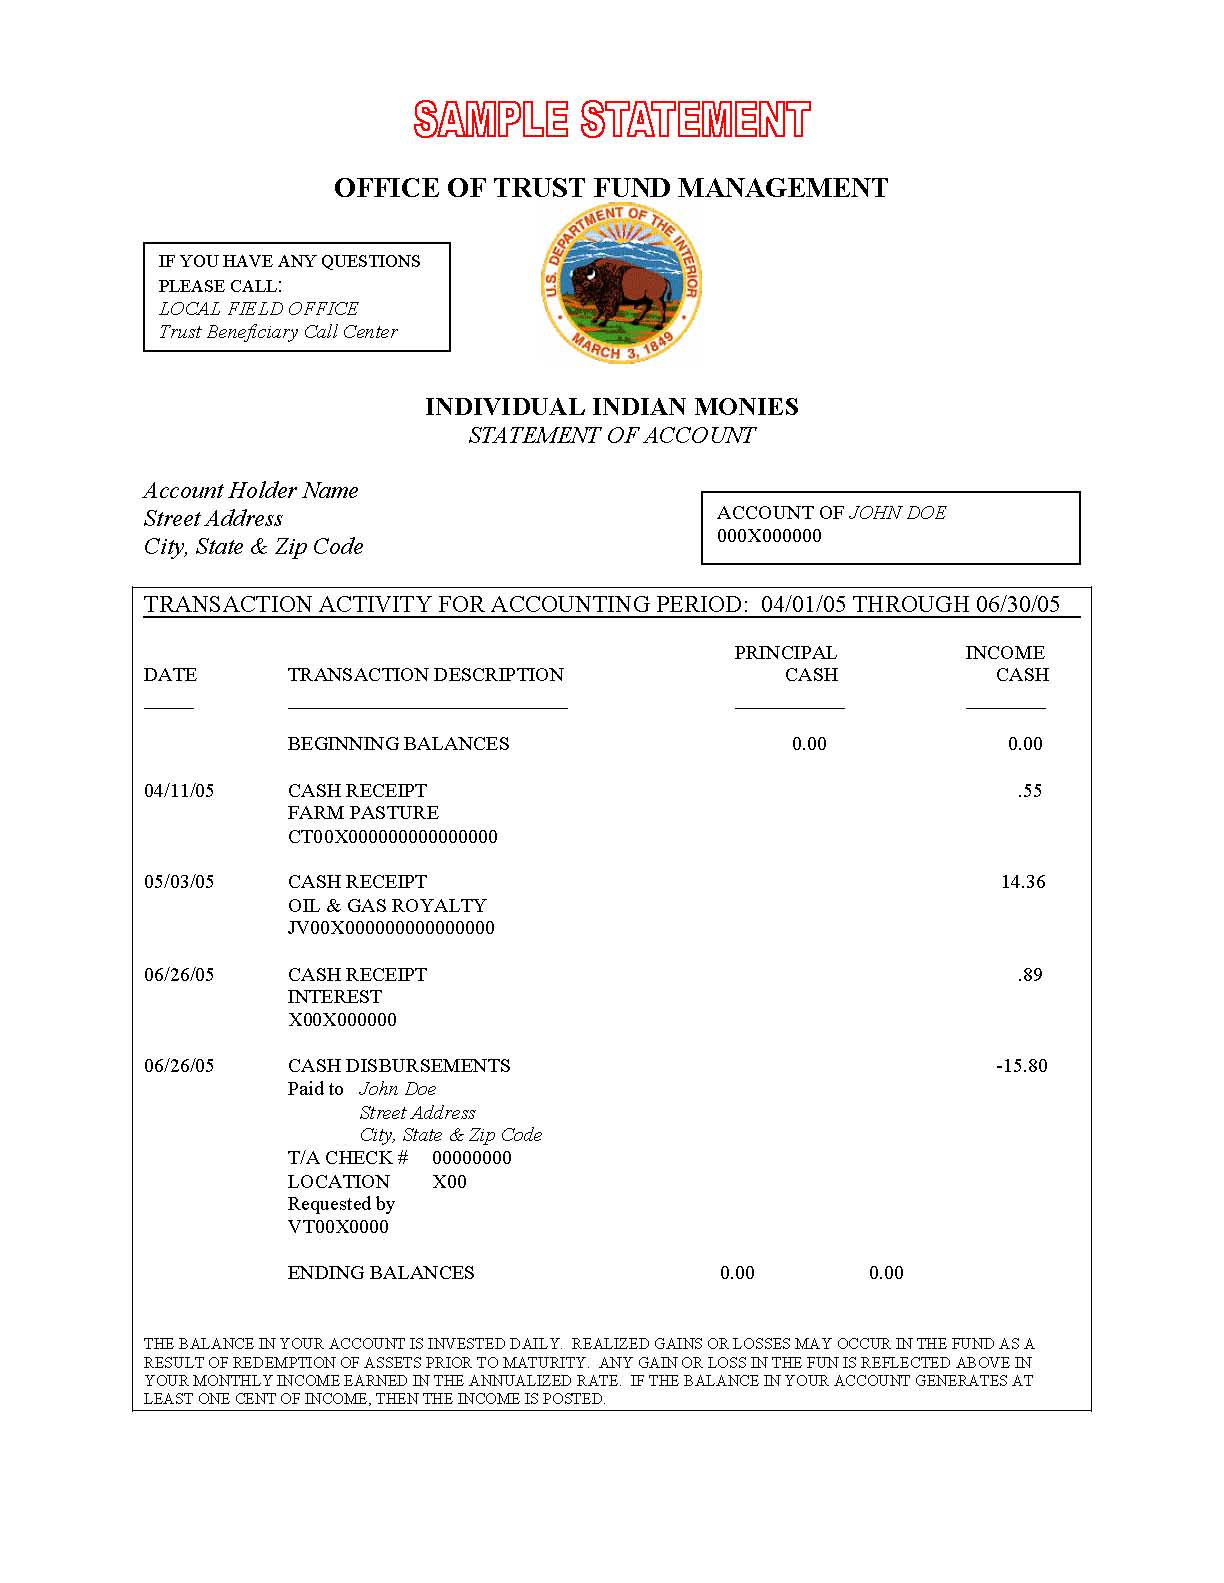 SAMPLE STATEMENT
OFFICE OF TRUST FUND MANAGEMENT
U.S. DEPARTMENT OF THE INTERIOR
MARCH 3, 1849
IF YOU HAVE ANY QUESTIONS
PLEASE CALL:
LOCAL FIELD OFFICE
Trust Beneficiary Call Center
INDIVIDUAL INDIAN MONIES
STATEMENT OF ACCOUNT
Account Holder Name
Street Address
City, State & Zip Code
ACCOUNT OF JOHN DOE
000X000000
TRANSACTION ACTIVITY FOR ACCOUNTING PERIOD: 04/01/05 THROUGH 06/30/05
PRINCIPAL INCOME
DATE TRANSACTION DESCRIPTION CASH CASH
BEGINNING BALANCES 0.00 0.00
04/11/05 CASH RECEIPT .55
FARM PASTURE
CT00X000000000000000
05/03/05 CASH RECEIPT 14.36
OIL & GAS ROYALTY
JV00X000000000000000
06/26/05 CASH RECEIPT .89
INTEREST
X00X000000
06/26/05 CASH DISBURSEMENTS -15.80
Paid to John Doe
Street Address
City, State & Zip Code
T/A CHECK # 00000000
LOCATION X00
Requested by
VT00X0000
ENDING BALANCES 0.00 0.00
THE BALANCE IN YOUR ACCOUNT IS INVESTED DAILY. REALIZED GAINS OR LOSSES MAY OCCUR IN THE FUND AS A
RESULT OF REDEMPTION OF ASSETS PRIOR TO MATURITY. ANY GAIN OR LOSS IN THE FUN IS REFLECTED ABOVE IN
YOUR MONTHLY INCOME EARNED IN THE ANNUALIZED RATE. IF THE BALANCE IN YOUR ACCOUNT GENERATES AT
LEAST ONE CENT OF INCOME, THEN THE INCOME IS POSTED.